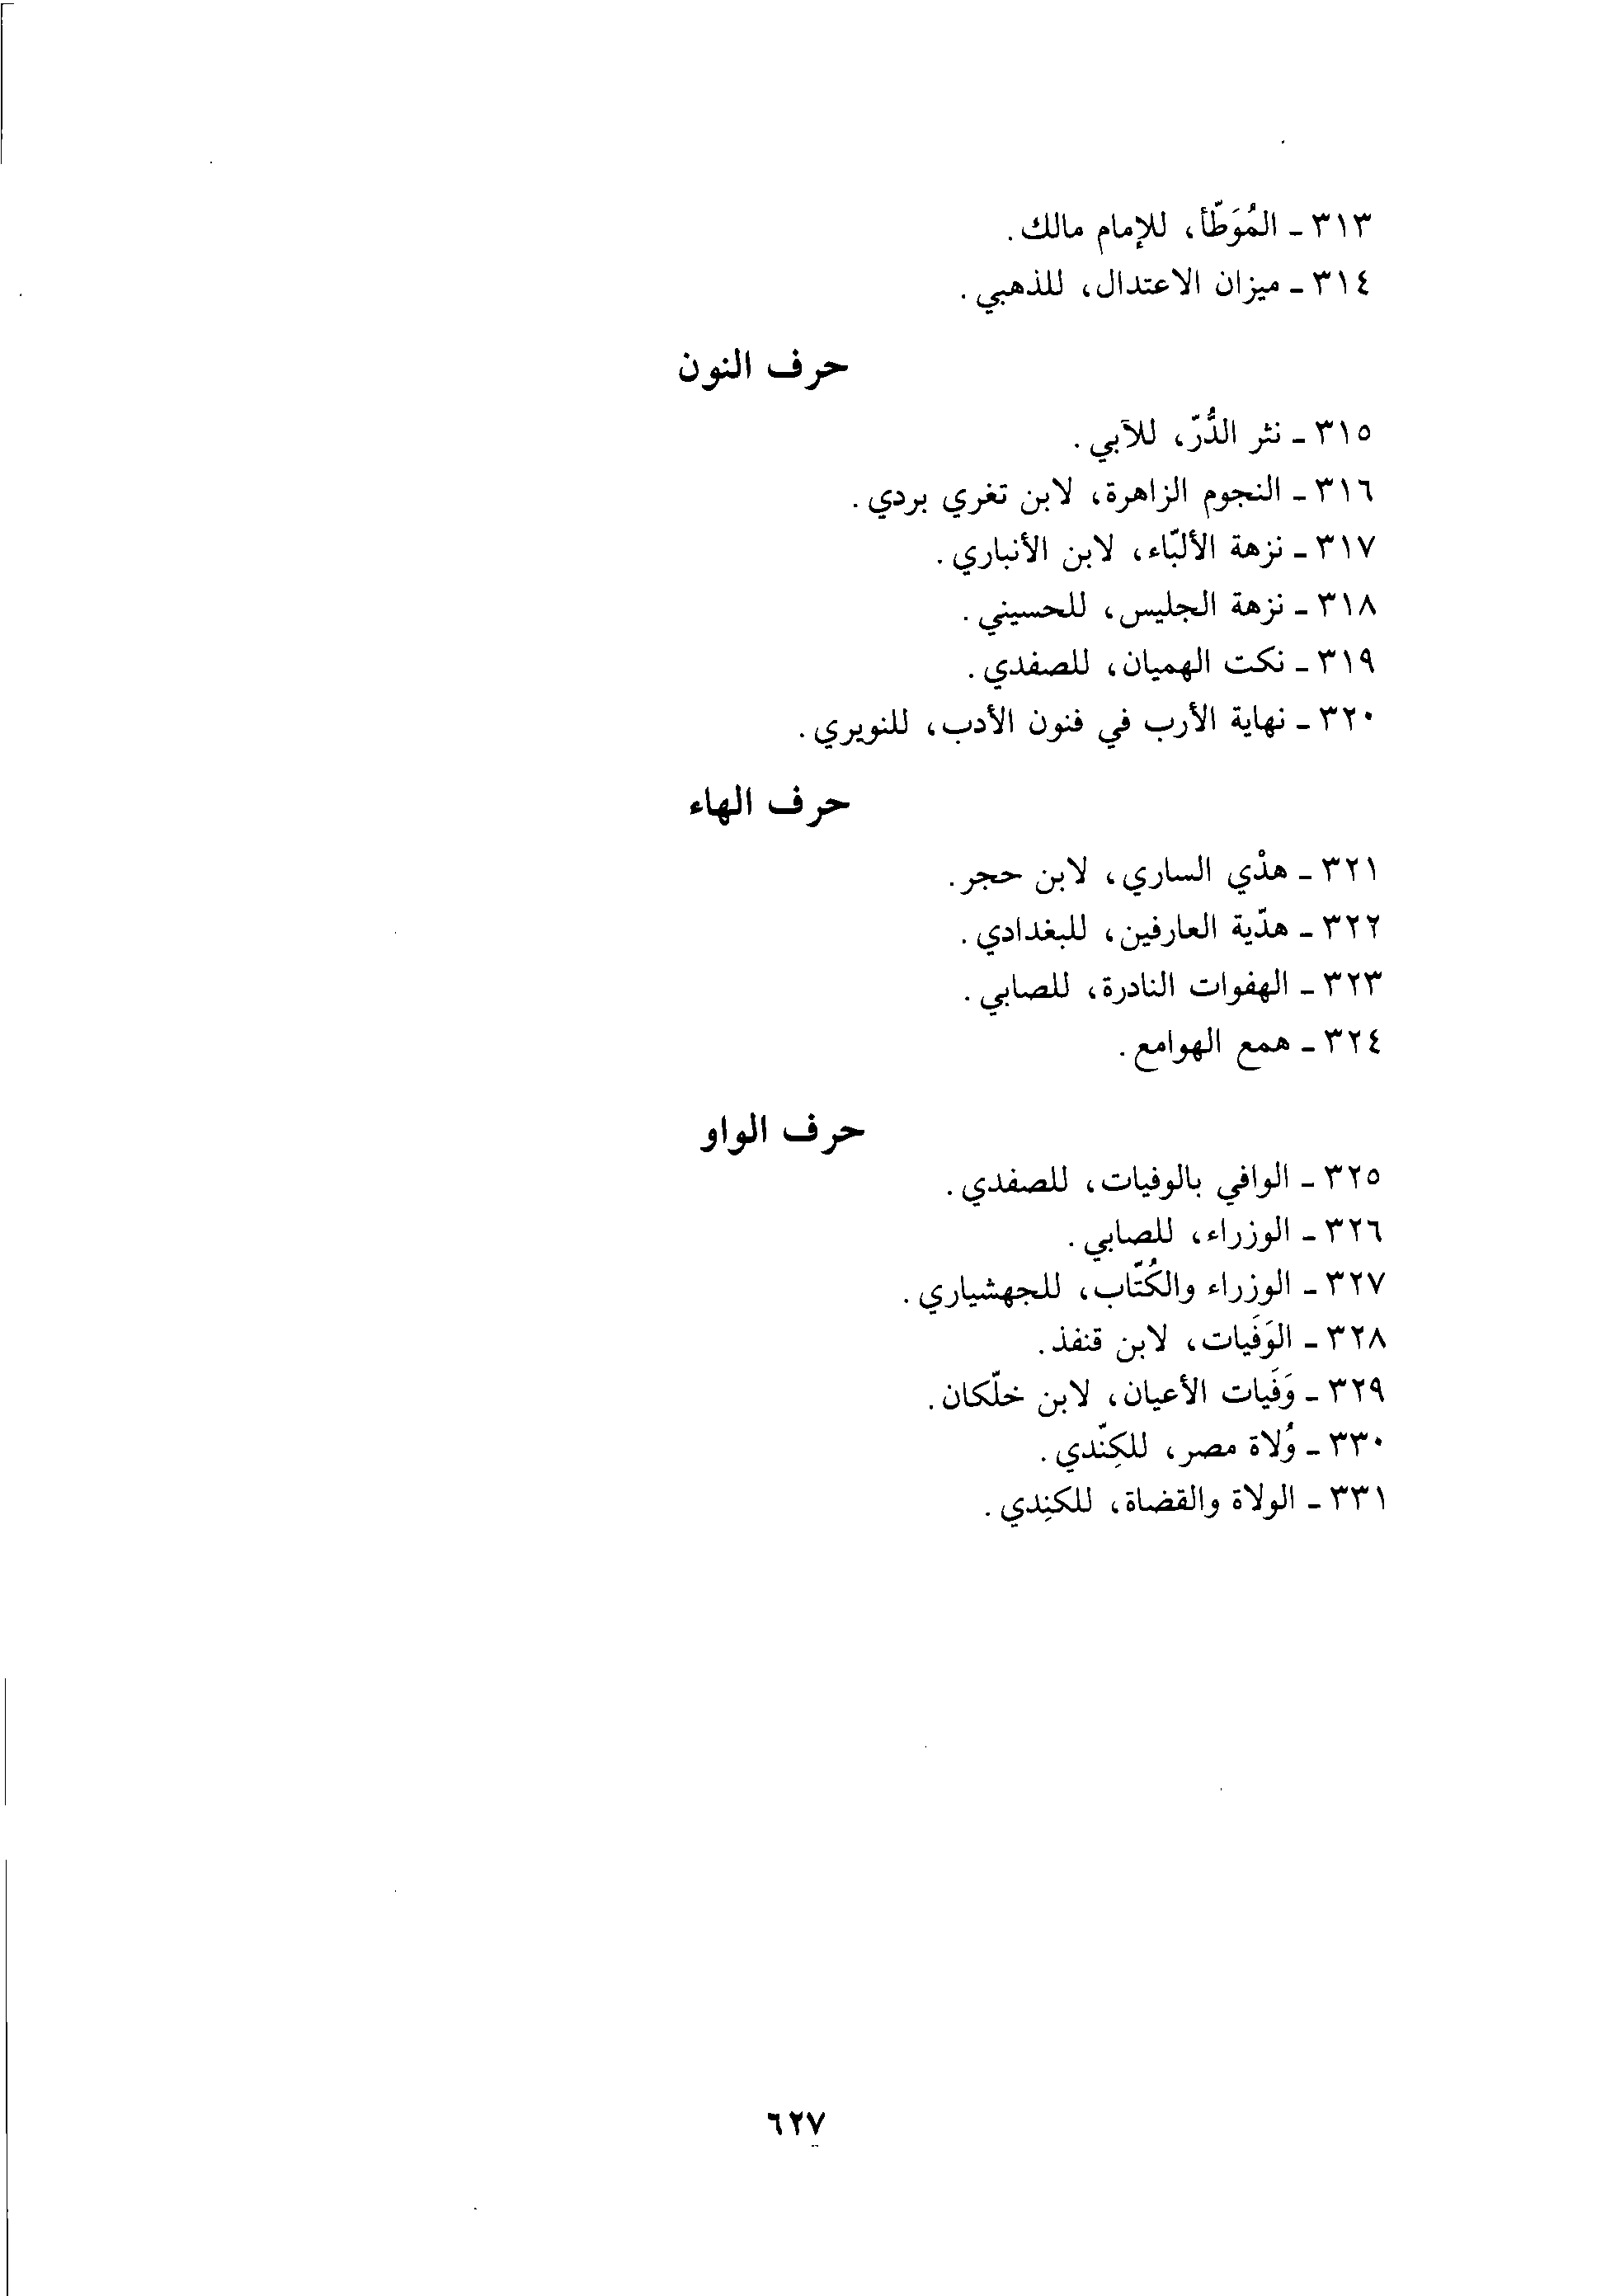 ٣١٣ - المُوَطّأ، للإمام مالك.
٣١٤ - ميزان الاعتدال، للذهبي.
حرف النون
٣١٥ - نثر الدُّرّ، للآبي.
٣١٦ - النجوم الزاهرة، لابن تغري بردي.
٣١٧ - نزهة الألبّاء، لابن الأنباري.
٣١٨ - نزهة الجليس، للحسيني.
٣١٩ - نكت الهميان، للصفدي.
٣٢٠ - نهاية الأرب في فنون الأدب، للنويري.
حرف الهاء
٣٢١ - هدْي الساري، لابن حجر.
٣٢٢ - هدّية العارفين، للبغدادي.
٣٢٣ - الهفوات النادرة، للصابي.
٣٢٤ - همع الهوامع.
حرف الواو
٣٢٥ - الوافي بالوفيات، للصفدي.
٣٢٦ - الوزراء، للصابي.
٣٢٧ - الوزراء والكُتّاب، للجهشياري.
٣٢٨ - الوَفَيات، لابن قنفذ.
٣٢٩ - وَفَيات الأعيان، لابن خلّكان.
٣٣٠ - وُلاة مصر، للكِنّدي.
٣٣١ - الولاة والقضاة، للكنِدي.
٦٢٧